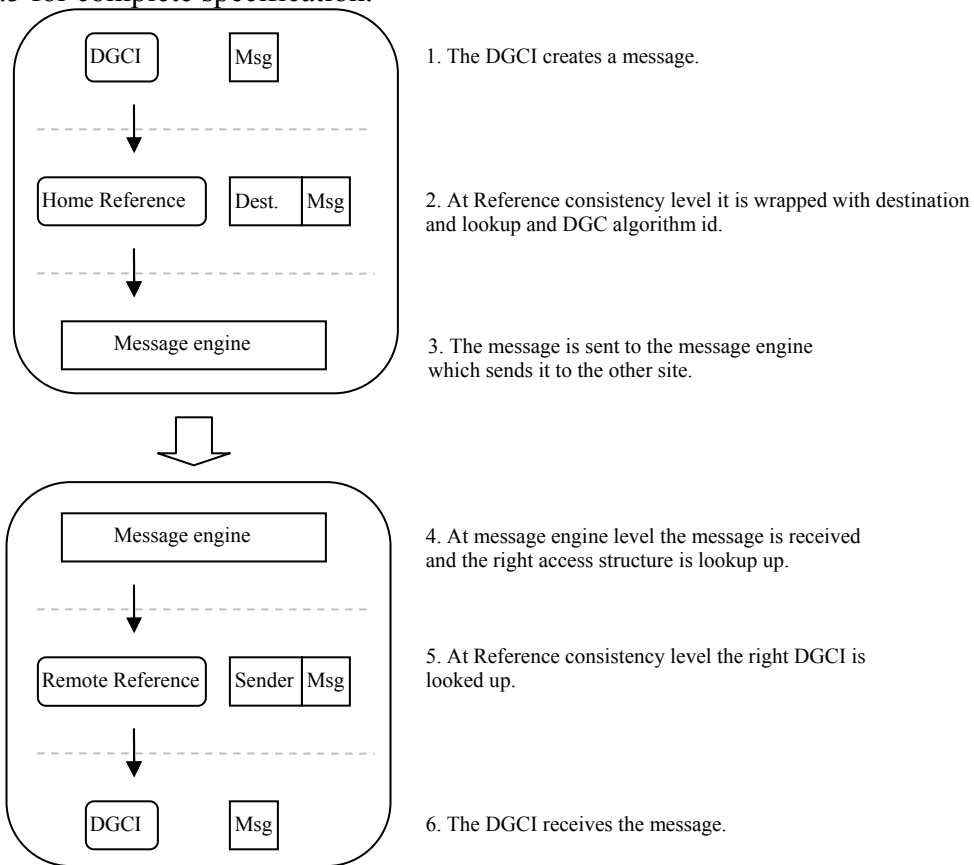 .5 for complete specification.
DGCI Msg 1. The DGCI creates a message.
Home Reference Dest. Msg 2. At Reference consistency level it is wrapped with destination
and lookup and DGC algorithm id.
Message engine 3. The message is sent to the message engine
which sends it to the other site.
Message engine 4. At message engine level the message is received
and the right access structure is lookup up.
Remote Reference Sender Msg 5. At Reference consistency level the right DGCI is
looked up.
DGCI Msg 6. The DGCI receives the message.